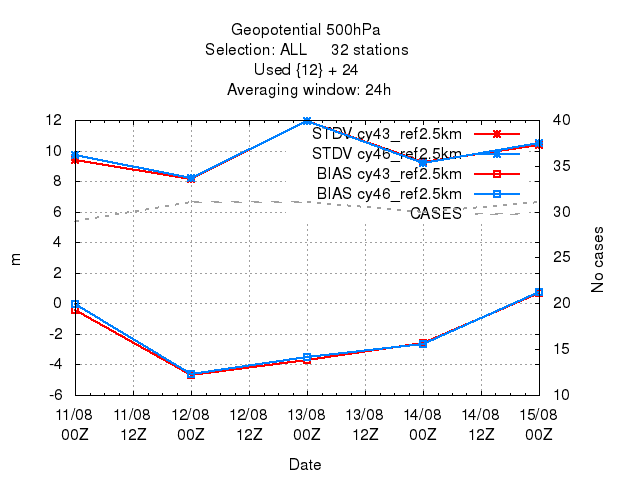 Geopotential 500hPa
Selection: ALL 32 stations
Used {12} + 24
Averaging window: 24h
12 40
STDV cy43_ref2.5km
10 35
STDV cy46_ref2.5km
8
BIAS cy43_ref2.5km
BIAS cy46_ref2.5km
6 30
CASES
4 25
2
0 20
-2 15
-4
-6 10
m
No cases
11/08 11/08 12/08 12/08 13/08 13/08 14/08 14/08 15/08
00Z 12Z 00Z 12Z 00Z 12Z 00Z 12Z 00Z
Date